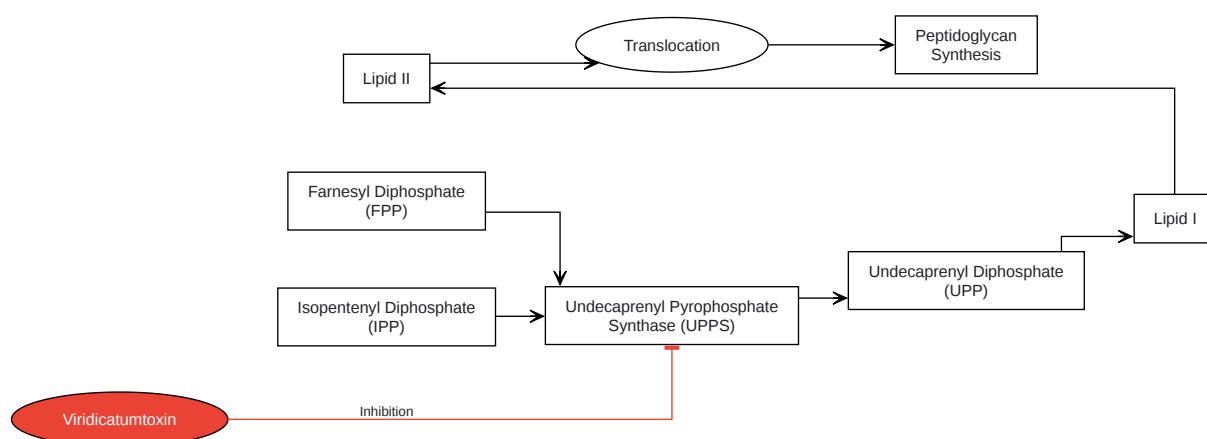 Peptidoglycan
Synthesis
Translocation
Lipid II
Farnesyl Diphosphate
(FPP)
Lipid I
Undecaprenyl Diphosphate
(UPP)
Isopentenyl Diphosphate
(IPP)
Undecaprenyl Pyrophosphate
Synthase (UPPS)
Viridicatumtoxin
Inhibition